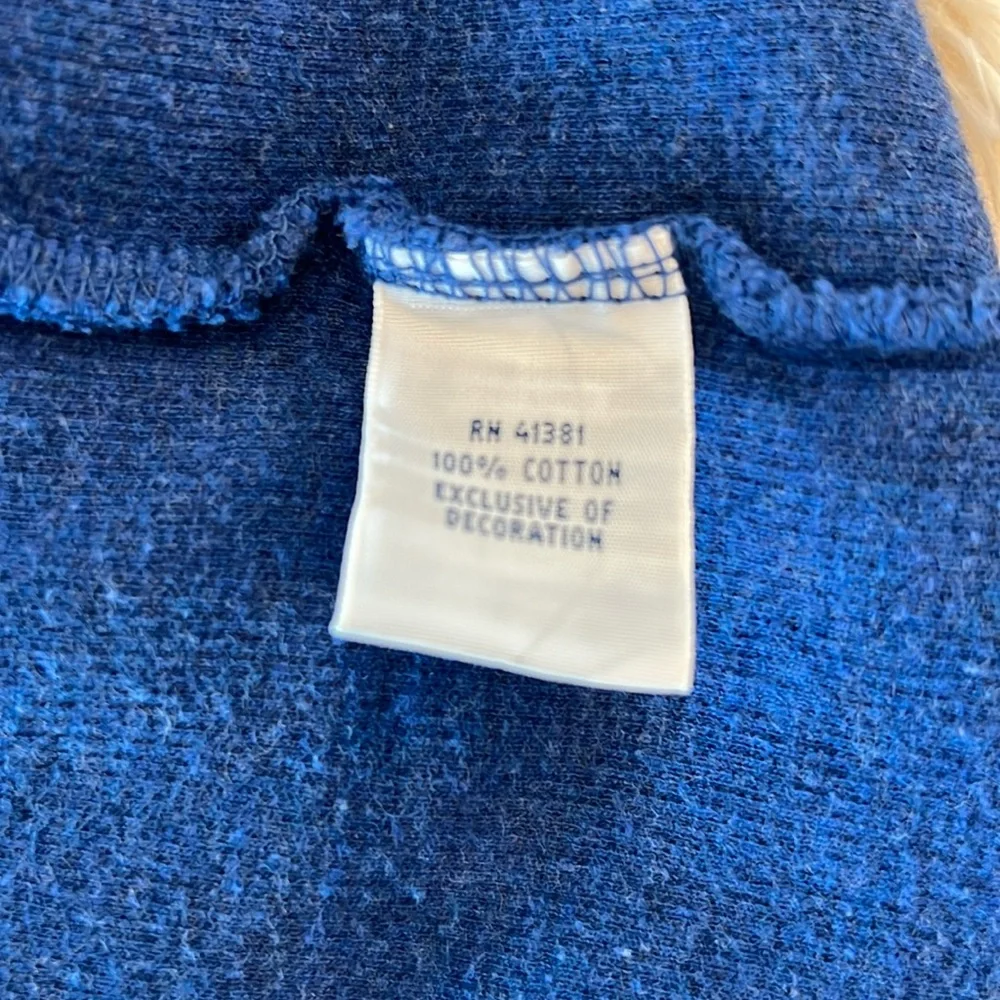 RN 41381
100% COTTON
EXCLUSIVE OF
DECORATION